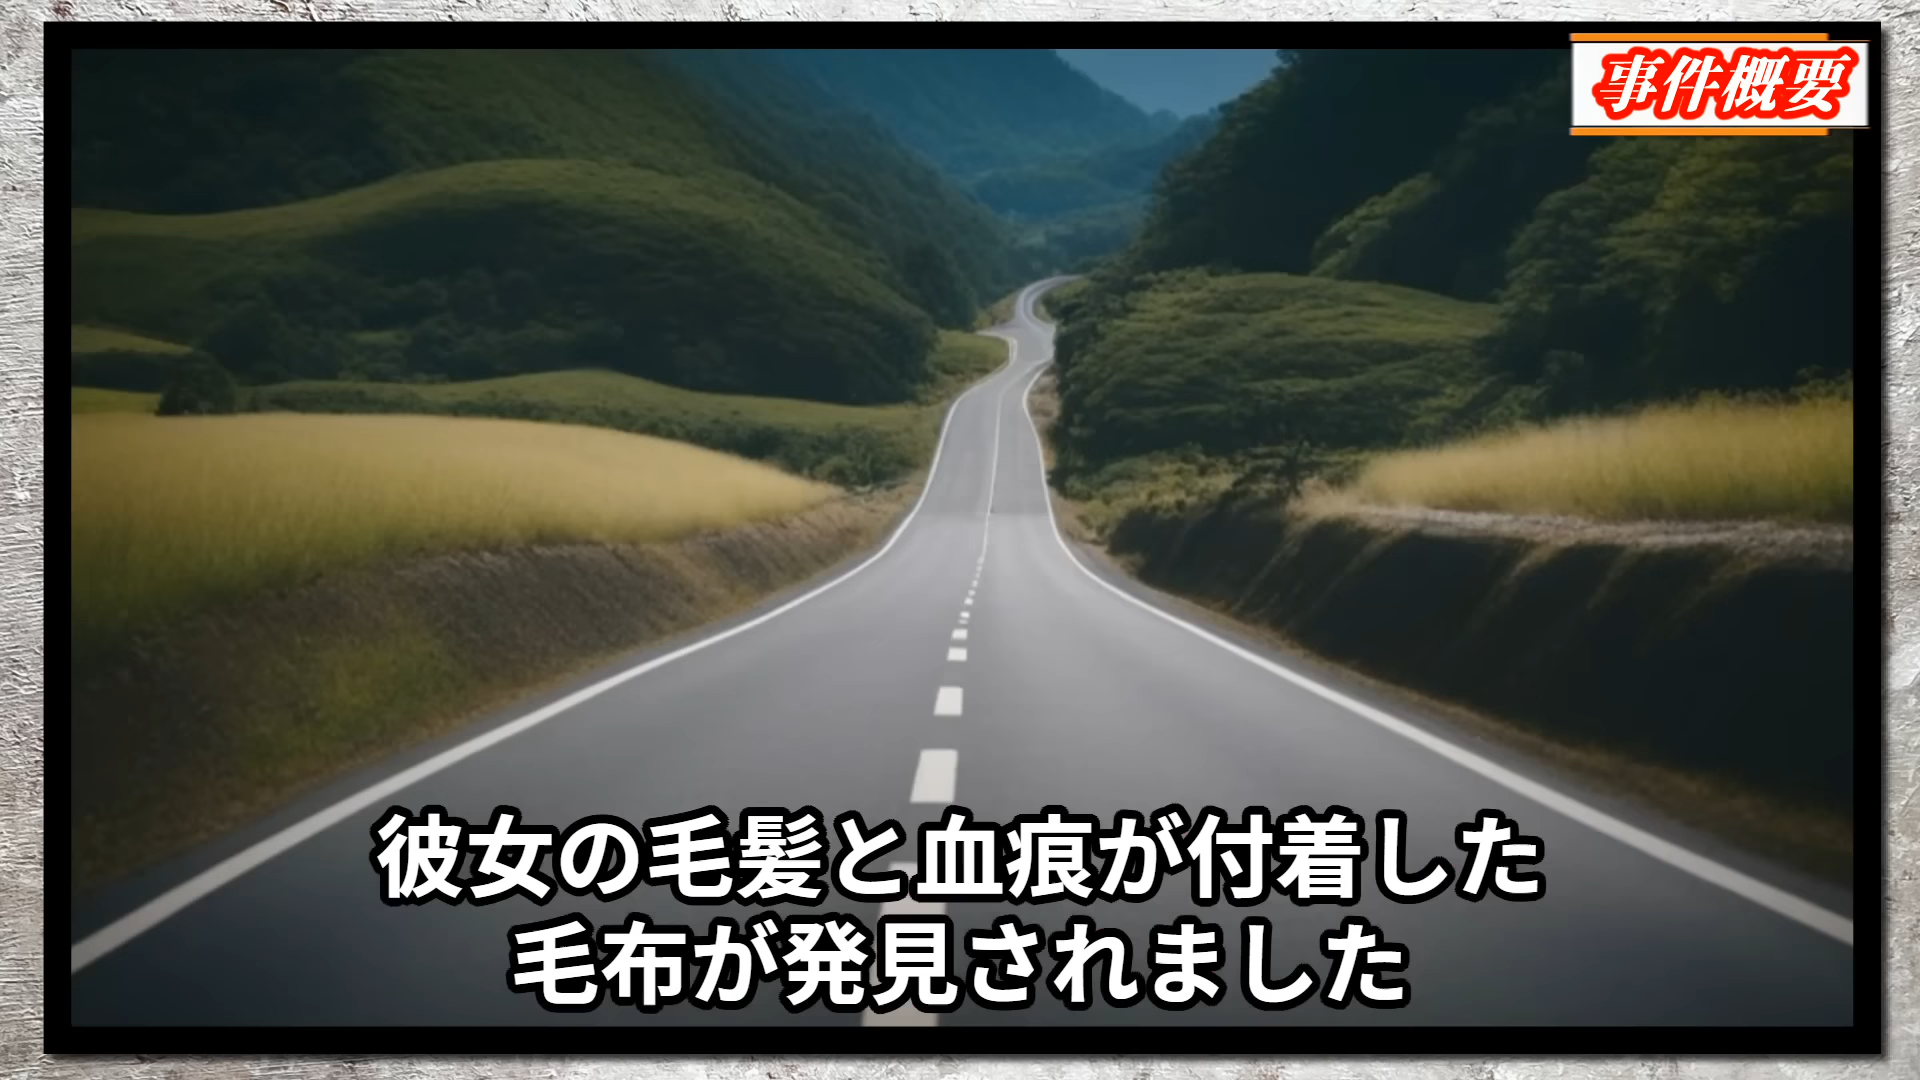 事件概要
彼女の毛髪と血痕が付着した
毛布が発見されました